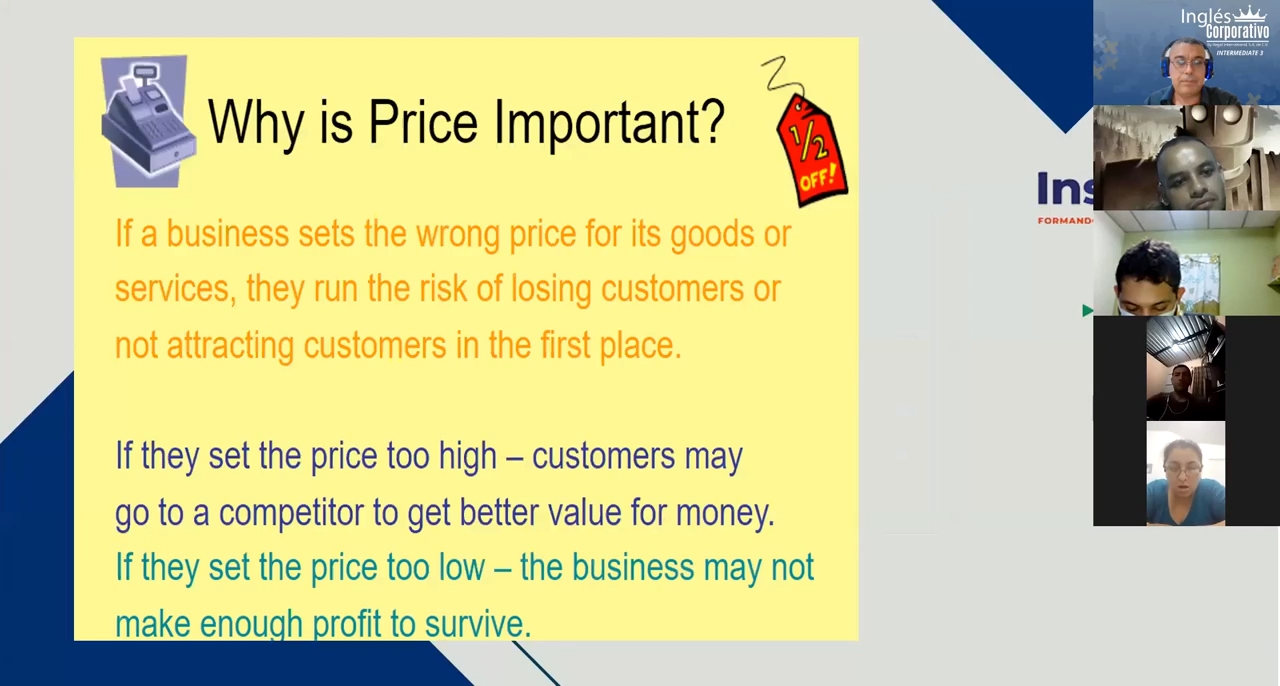 Why is Price Important?
1/2
OFF!
If a business sets the wrong price for its goods or
services, they run the risk of losing customers or
not attracting customers in the first place.
If they set the price too high – customers may
go to a competitor to get better value for money.
If they set the price too low – the business may not
make enough profit to survive.
Inglés
Corporativo
INTERMEDIATE 3
Ins
FORMAND